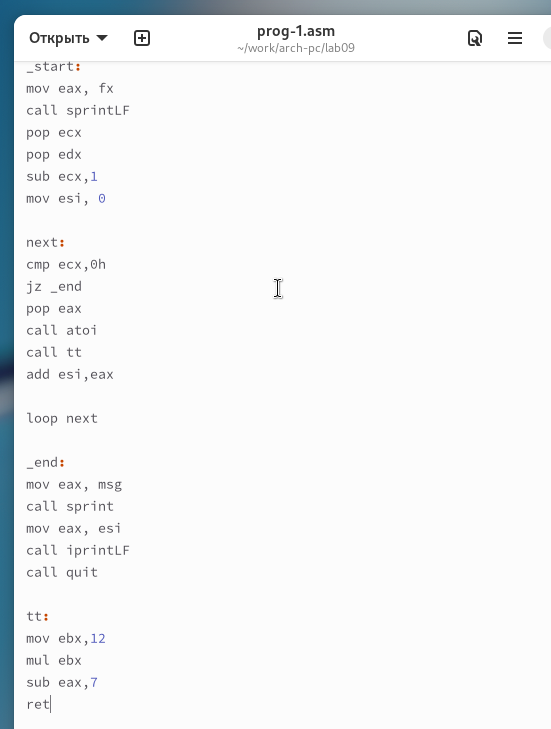 Открыть
prog-1.asm
~/work/arch-pc/lab09
_start:
mov eax, fx
call sprintLF
pop ecx
pop edx
sub ecx,1
mov esi, 0
next:
cmp ecx,0h
jz _end
pop eax
call atoi
call tt
add esi,eax
loop next
_end:
mov eax, msg
call sprint
mov eax, esi
call iprintLF
call quit
tt:
mov ebx,12
mul ebx
sub eax,7
ret